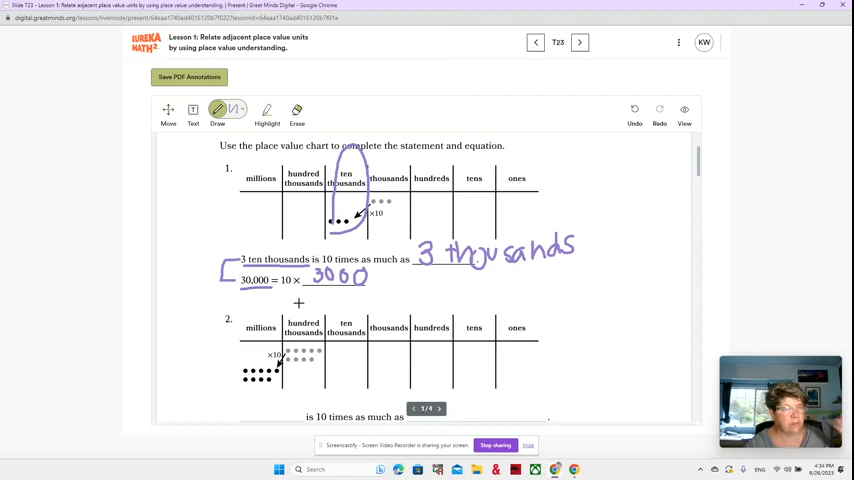 Lesson 1: Relate adjacent place value units by using place value understanding. | Present | Great Minds Digital - Google Chrome
digital.greatminds.org/lessons/livemode/present/64eaa1740ad4016120b7f022?lessonId=64eaa1740ad4016120b7f01e
EUREKA MATH²
Lesson 1: Relate adjacent place value units
by using place value understanding.
T23
KW
Save PDF Annotations
Move Text Draw Highlight Erase Undo Redo View
Use the place value chart to complete the statement and equation.
1.
millions hundred thousands ten thousands thousands hundreds tens ones
×10
3 ten thousands is 10 times as much as 3 thousands.
30,000 = 10 × 3000
2.
millions hundred thousands ten thousands thousands hundreds tens ones
×10
1/4
is 10 times as much as .
Screencastify - Screen Video Recorder is sharing your screen. Stop sharing Hide
Search
ENG
4:34 PM
8/26/2023